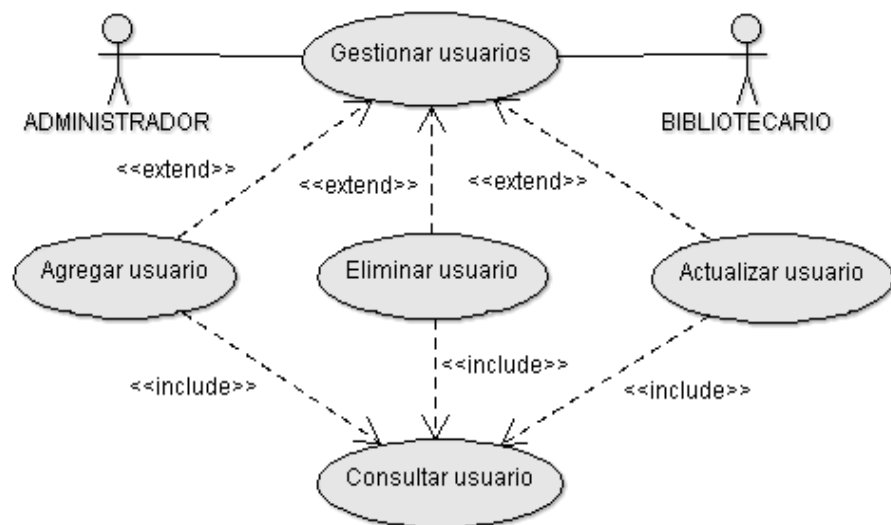 Gestionar usuarios
ADMINISTRADOR
BIBLIOTECARIO
<<extend>>
<<extend>>
<<extend>>
Agregar usuario
Eliminar usuario
Actualizar usuario
<<include>>
<<include>>
<<include>>
Consultar usuario